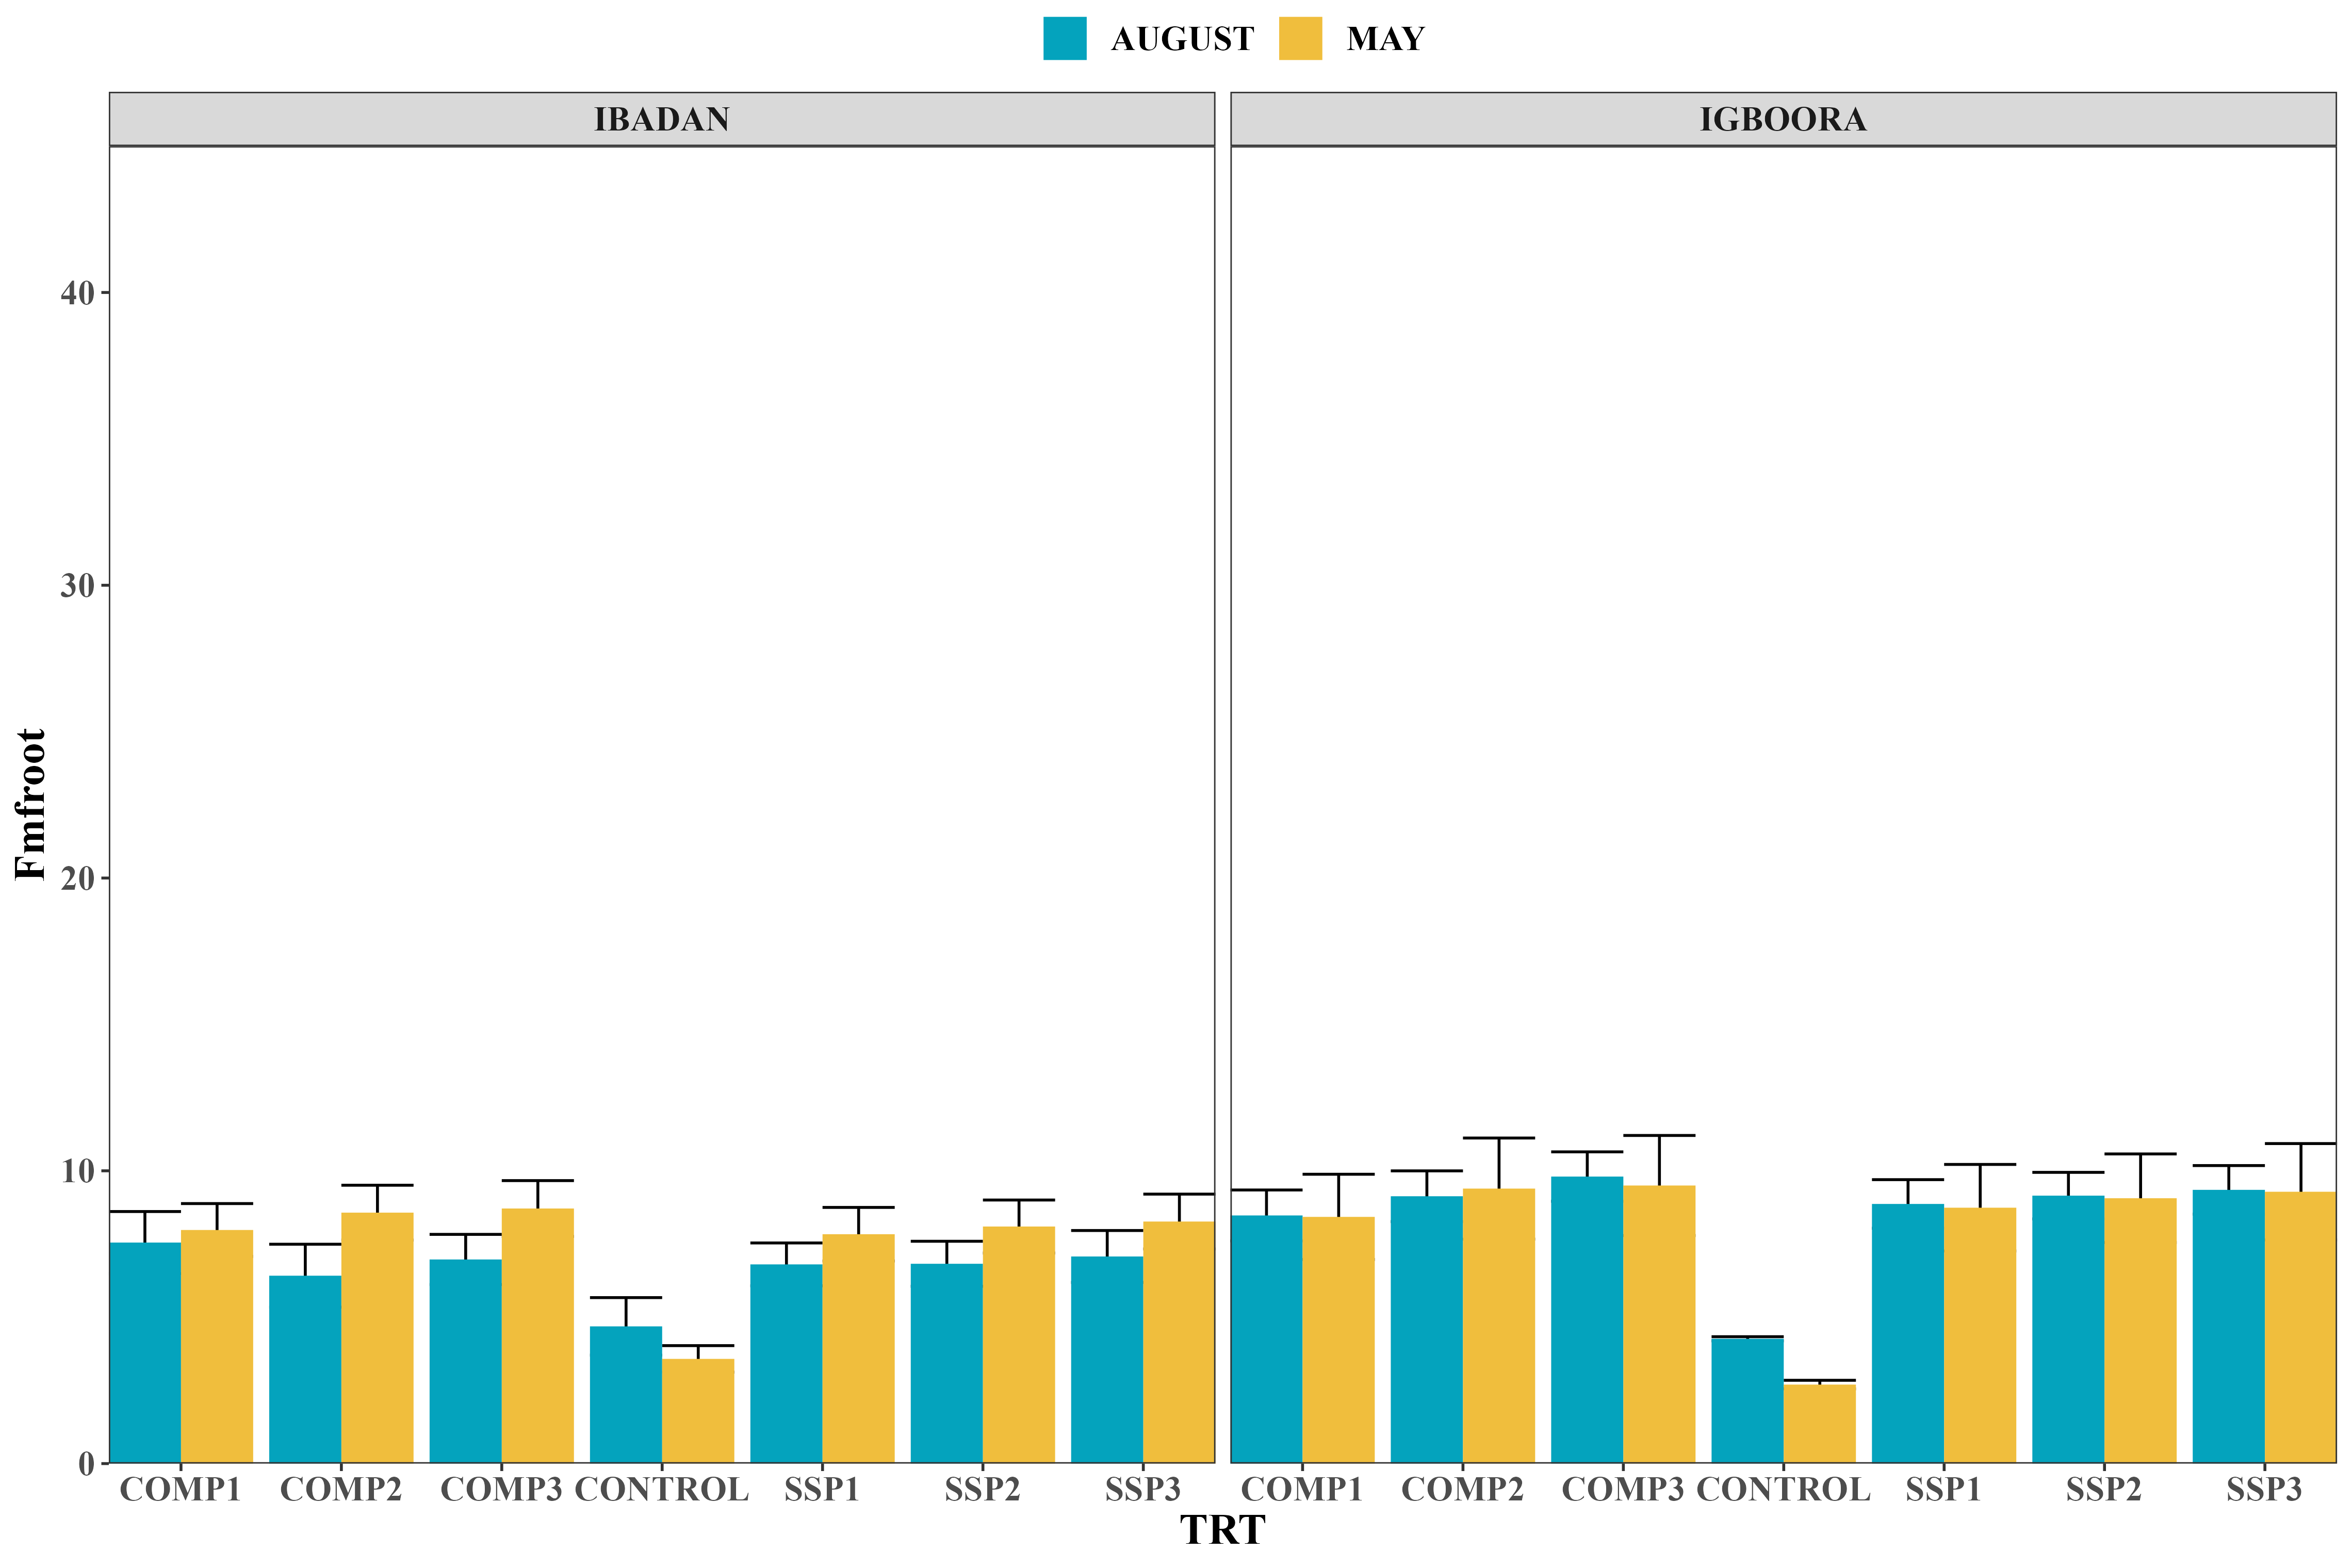 AUGUST MAY
IBADAN
IGBOORA
40
30
20
10
0
Fmfroot
COMP1 COMP2 COMP3 CONTROL SSP1 SSP2 SSP3
COMP1 COMP2 COMP3 CONTROL SSP1 SSP2 SSP3
TRT